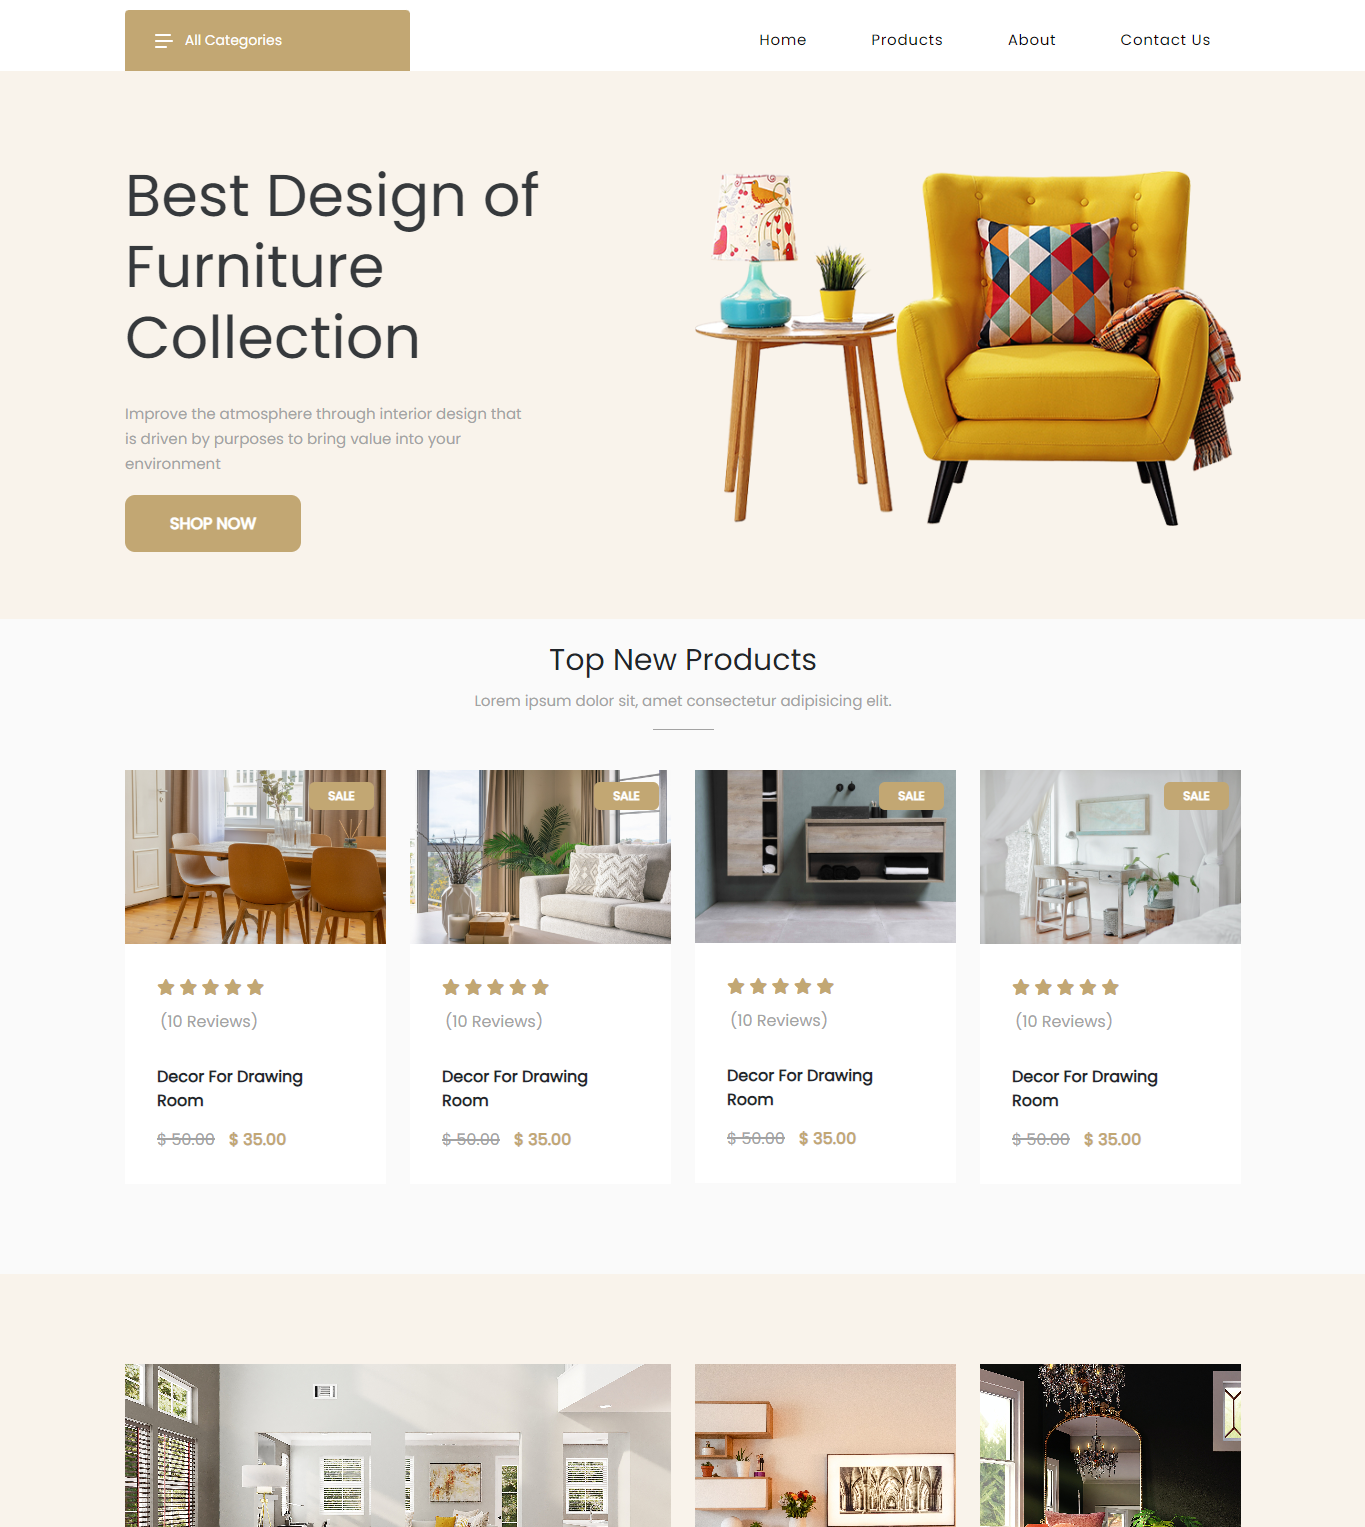 All Categories
Home
Products
About
Contact Us
Best Design of
Furniture
Collection
Improve the atmosphere through interior design that
is driven by purposes to bring value into your
environment
SHOP NOW
Top New Products
Lorem ipsum dolor sit, amet consectetur adipisicing elit.
SALE
SALE
SALE
SALE
(10 Reviews)
Decor For Drawing
Room
$ 50.00 $ 35.00
(10 Reviews)
Decor For Drawing
Room
$ 50.00 $ 35.00
(10 Reviews)
Decor For Drawing
Room
$ 50.00 $ 35.00
(10 Reviews)
Decor For Drawing
Room
$ 50.00 $ 35.00